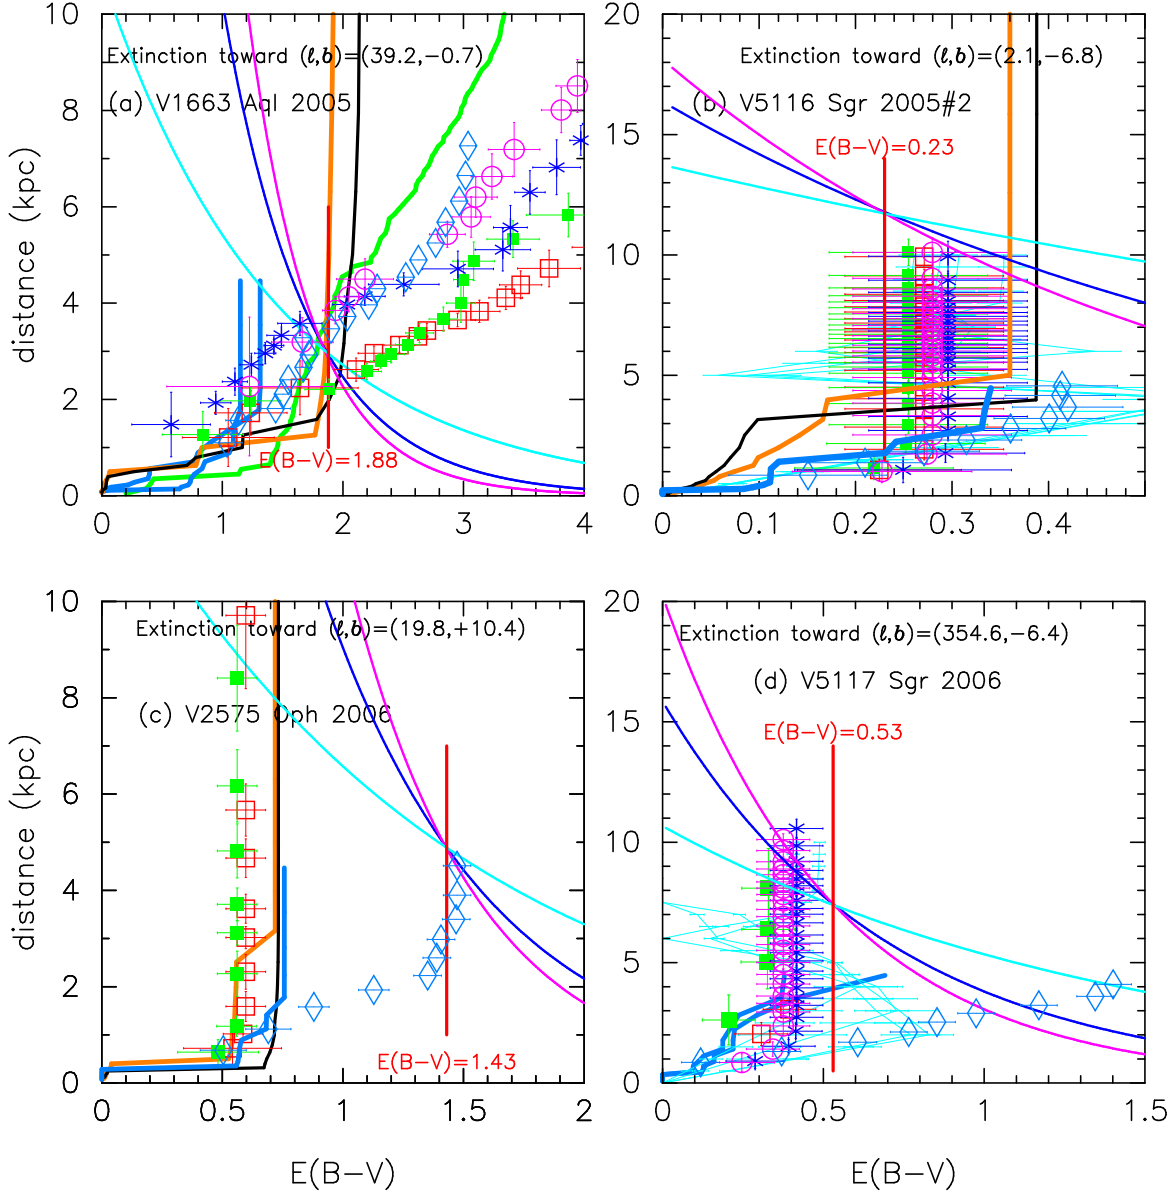 Extinction toward (ℓ,b)=(39.2,−0.7)
(a) V1663 Aql 2005
E(B−V)=1.88
distance (kpc)
10
8
6
4
2
0
0
1
2
3
4
Extinction toward (ℓ,b)=(2.1,−6.8)
(b) V5116 Sgr 2005#2
E(B−V)=0.23
20
15
10
5
0
0
0.1
0.2
0.3
0.4
Extinction toward (ℓ,b)=(19.8,+10.4)
(c) V2575 Oph 2006
E(B−V)=1.43
distance (kpc)
10
8
6
4
2
0
0
0.5
1
1.5
2
E(B−V)
Extinction toward (ℓ,b)=(354.6,−6.4)
(d) V5117 Sgr 2006
E(B−V)=0.53
20
15
10
5
0
0
0.5
1
1.5
E(B−V)